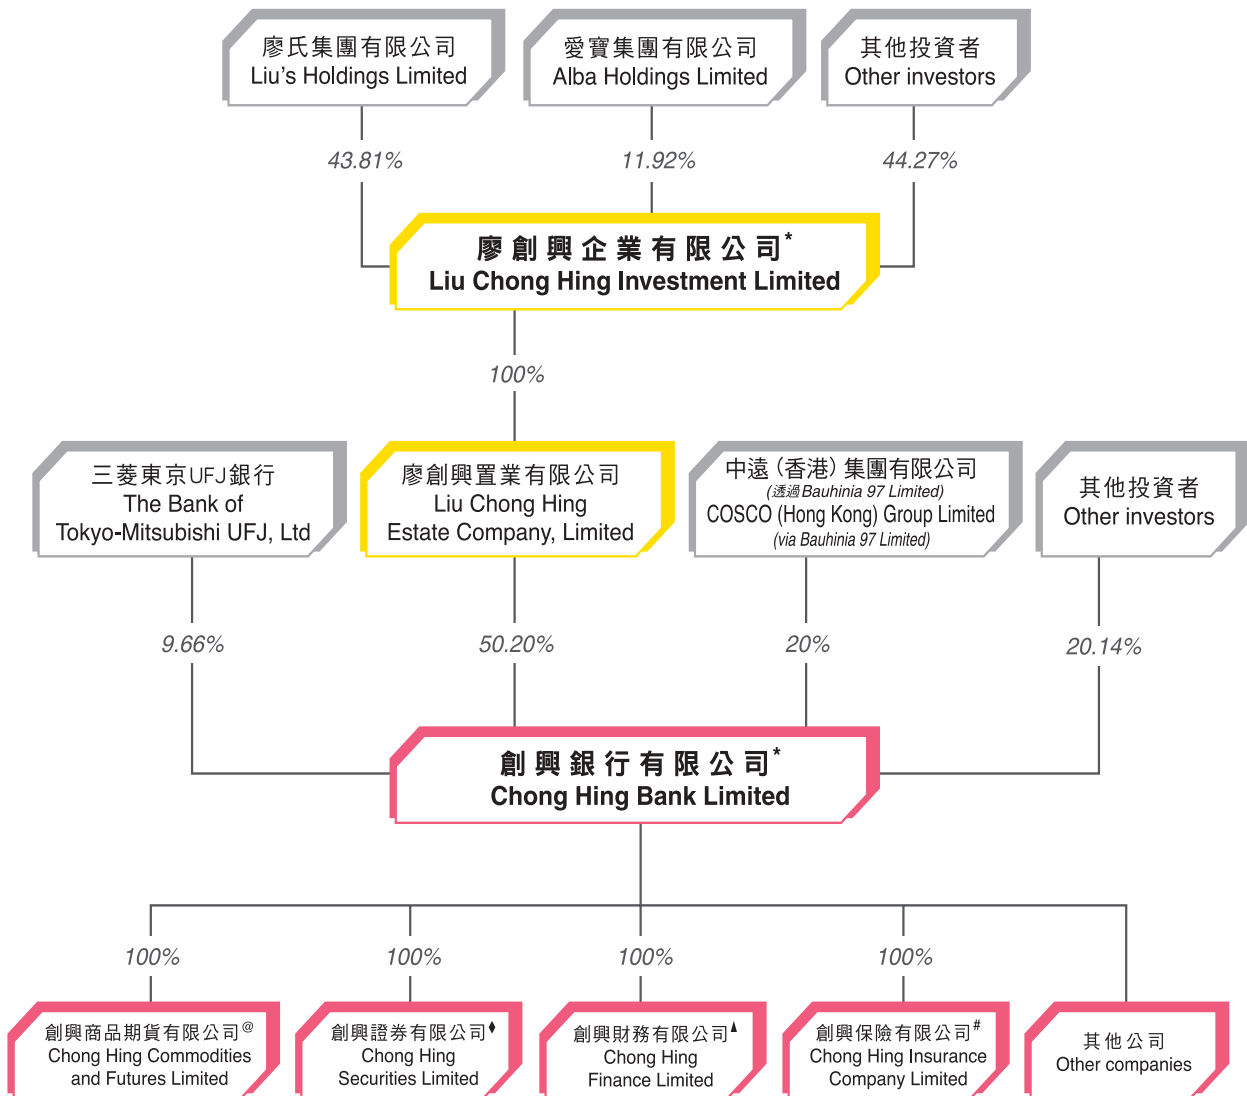 廖氏集團有限公司
Liu's Holdings Limited
愛寶集團有限公司
Alba Holdings Limited
其他投資者
Other investors
43.81%
11.92%
44.27%
廖創興企業有限公司*
Liu Chong Hing Investment Limited
100%
三菱東京UFJ銀行
The Bank of
Tokyo-Mitsubishi UFJ, Ltd
廖創興置業有限公司
Liu Chong Hing
Estate Company, Limited
中遠（香港）集團有限公司
(透過Bauhinia 97 Limited)
COSCO (Hong Kong) Group Limited
(via Bauhinia 97 Limited)
其他投資者
Other investors
9.66%
50.20%
20%
20.14%
創興銀行有限公司*
Chong Hing Bank Limited
100%
100%
100%
100%
創興商品期貨有限公司@
Chong Hing Commodities
and Futures Limited
創興證券有限公司♦
Chong Hing
Securities Limited
創興財務有限公司▲
Chong Hing
Finance Limited
創興保險有限公司#
Chong Hing Insurance
Company Limited
其他公司
Other companies